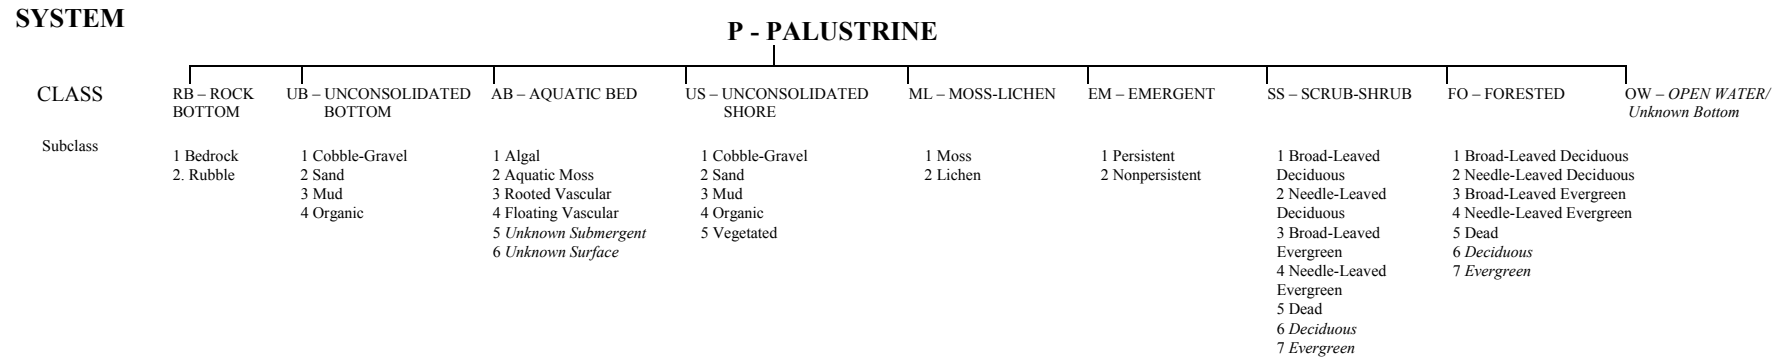 SYSTEM
P - PALUSTRINE
CLASS
RB – ROCK
BOTTOM
UB – UNCONSOLIDATED
BOTTOM
AB – AQUATIC BED
US – UNCONSOLIDATED
SHORE
ML – MOSS-LICHEN
EM – EMERGENT
SS – SCRUB-SHRUB
FO – FORESTED
OW – OPEN WATER/
Unknown Bottom
Subclass
1 Bedrock
2. Rubble
1 Cobble-Gravel
2 Sand
3 Mud
4 Organic
1 Algal
2 Aquatic Moss
3 Rooted Vascular
4 Floating Vascular
5 Unknown Submergent
6 Unknown Surface
1 Cobble-Gravel
2 Sand
3 Mud
4 Organic
5 Vegetated
1 Moss
2 Lichen
1 Persistent
2 Nonpersistent
1 Broad-Leaved
Deciduous
2 Needle-Leaved
Deciduous
3 Broad-Leaved
Evergreen
4 Needle-Leaved
Evergreen
5 Dead
6 Deciduous
7 Evergreen
1 Broad-Leaved Deciduous
2 Needle-Leaved Deciduous
3 Broad-Leaved Evergreen
4 Needle-Leaved Evergreen
5 Dead
6 Deciduous
7 Evergreen